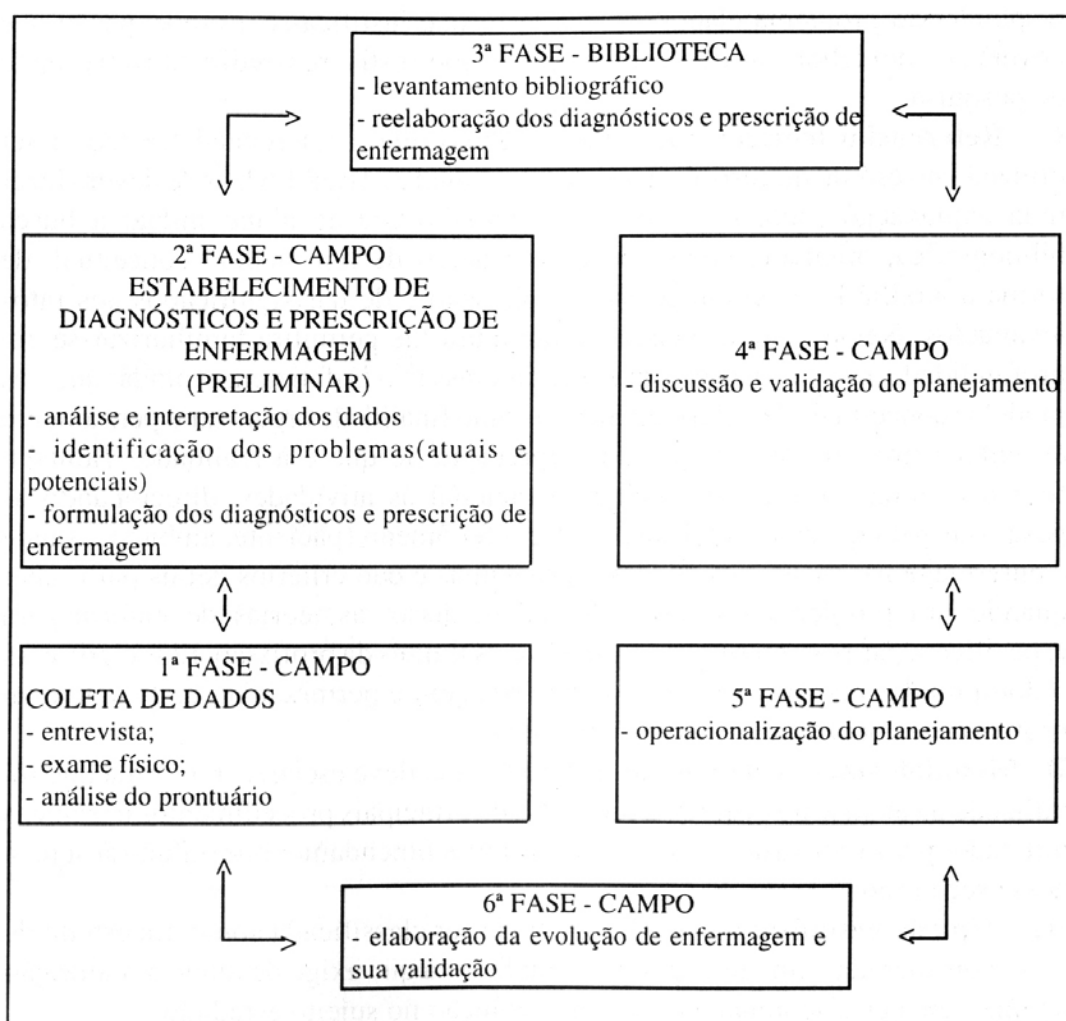 3ª FASE - BIBLIOTECA
- levantamento bibliográfico
- reelaboração dos diagnósticos e prescrição de
enfermagem
2ª FASE - CAMPO
ESTABELECIMENTO DE
DIAGNÓSTICOS E PRESCRIÇÃO DE
ENFERMAGEM
(PRELIMINAR)
- análise e interpretação dos dados
- identificação dos problemas(atuais e
potenciais)
- formulação dos diagnósticos e prescrição de
enfermagem
4ª FASE - CAMPO
- discussão e validação do planejamento
1ª FASE - CAMPO
COLETA DE DADOS
- entrevista;
- exame físico;
- análise do prontuário
5ª FASE - CAMPO
- operacionalização do planejamento
6ª FASE - CAMPO
- elaboração da evolução de enfermagem e
sua validação